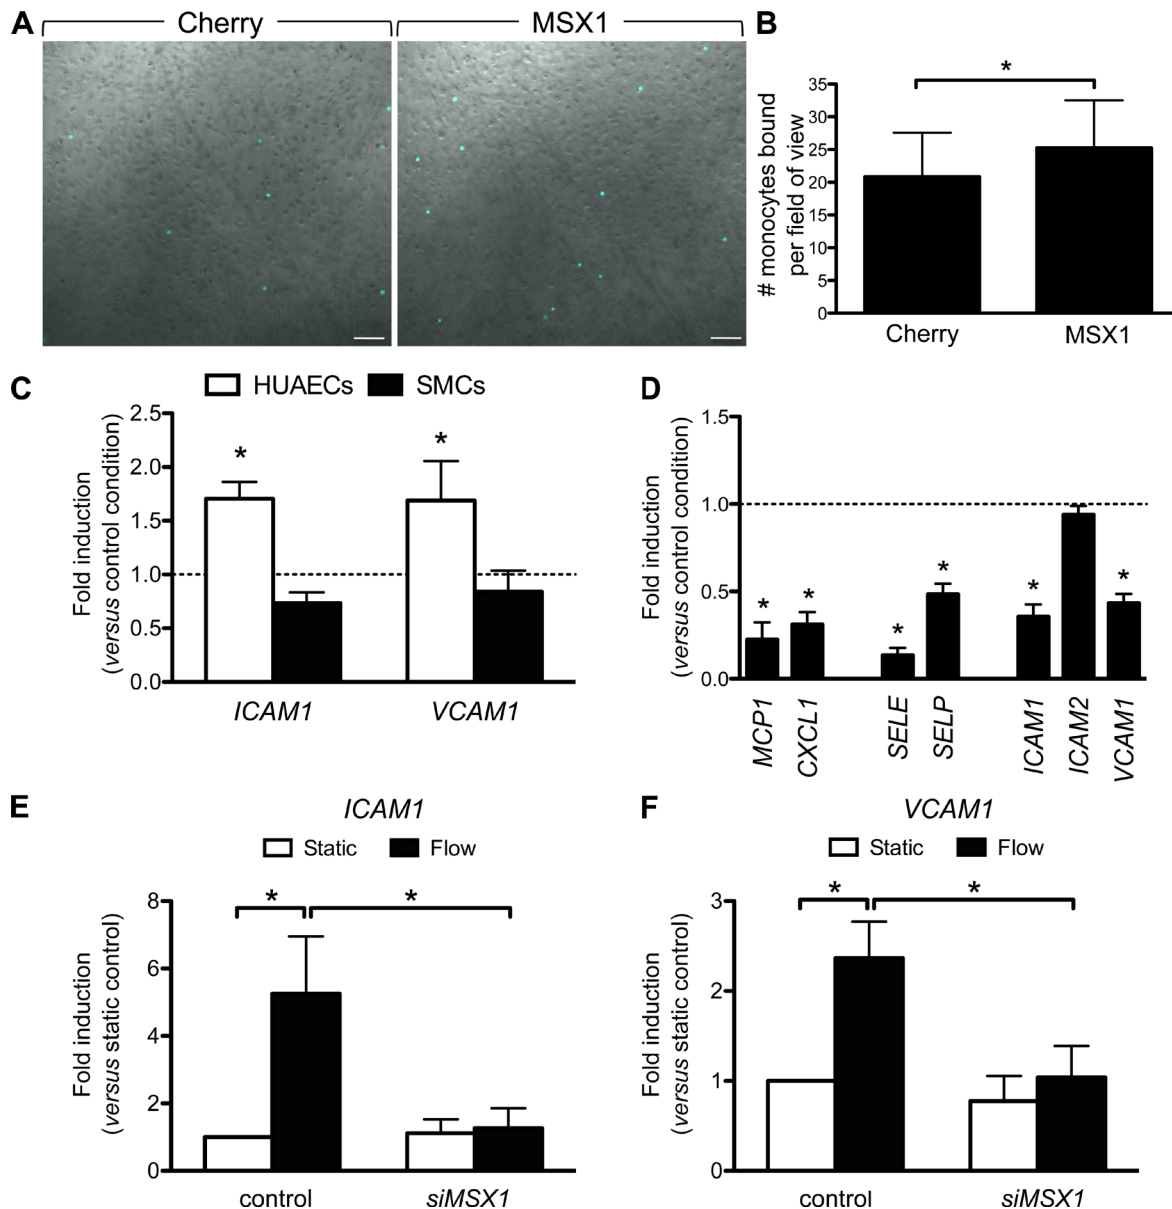 A
Cherry
MSX1
B
# monocytes bound
per field of view
35
30
25
20
15
10
5
0
*
Cherry
MSX1
C
HUAECs
SMCs
Fold induction
(versus control condition)
2.5
2.0
1.5
1.0
0.5
0.0
*
*
ICAM1
VCAM1
D
Fold induction
(versus control condition)
1.5
1.0
0.5
0.0
*
*
*
*
*
*
MCP1
CXCL1
SELE
SELP
ICAM1
ICAM2
VCAM1
E
ICAM1
Static
Flow
Fold induction
(versus static control)
8
6
4
2
0
*
*
control
siMSX1
F
VCAM1
Static
Flow
Fold induction
(versus static control)
3
2
1
0
*
*
control
siMSX1